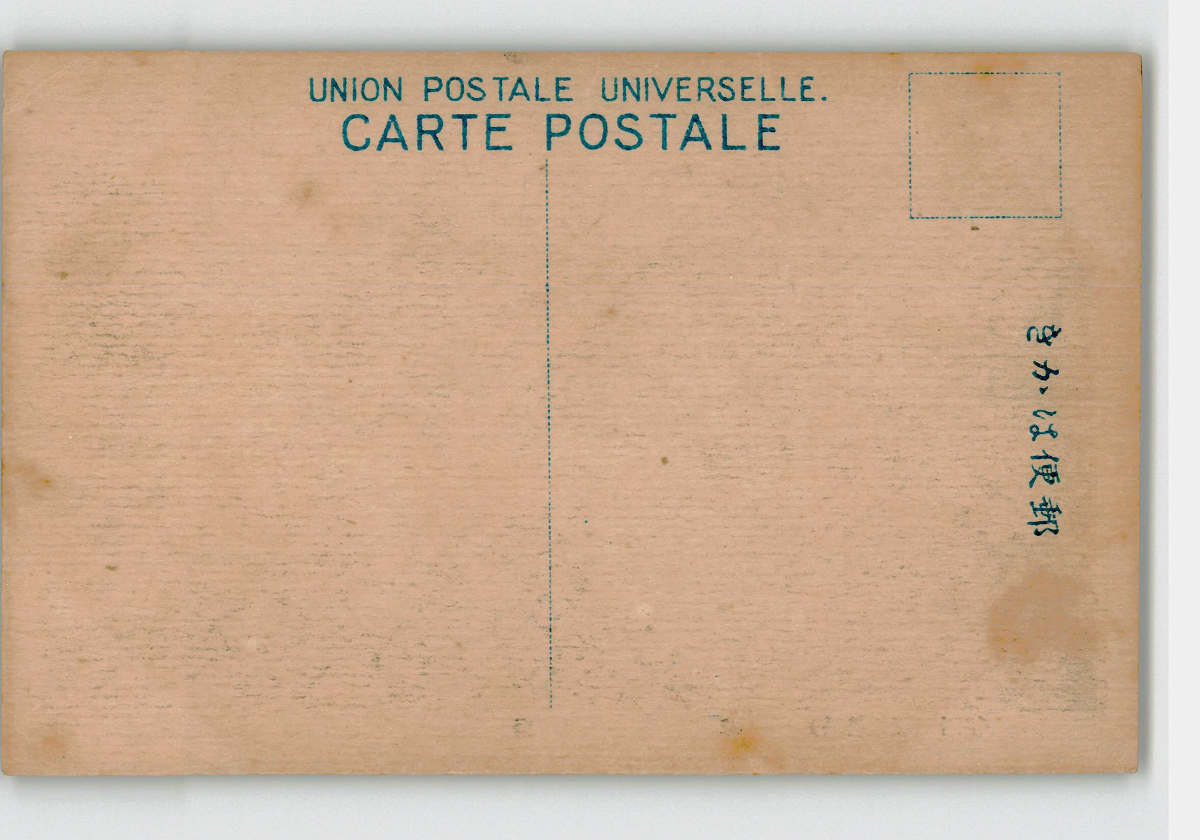 UNION POSTALE UNIVERSELLE.
CARTE POSTALE
きかは便郵